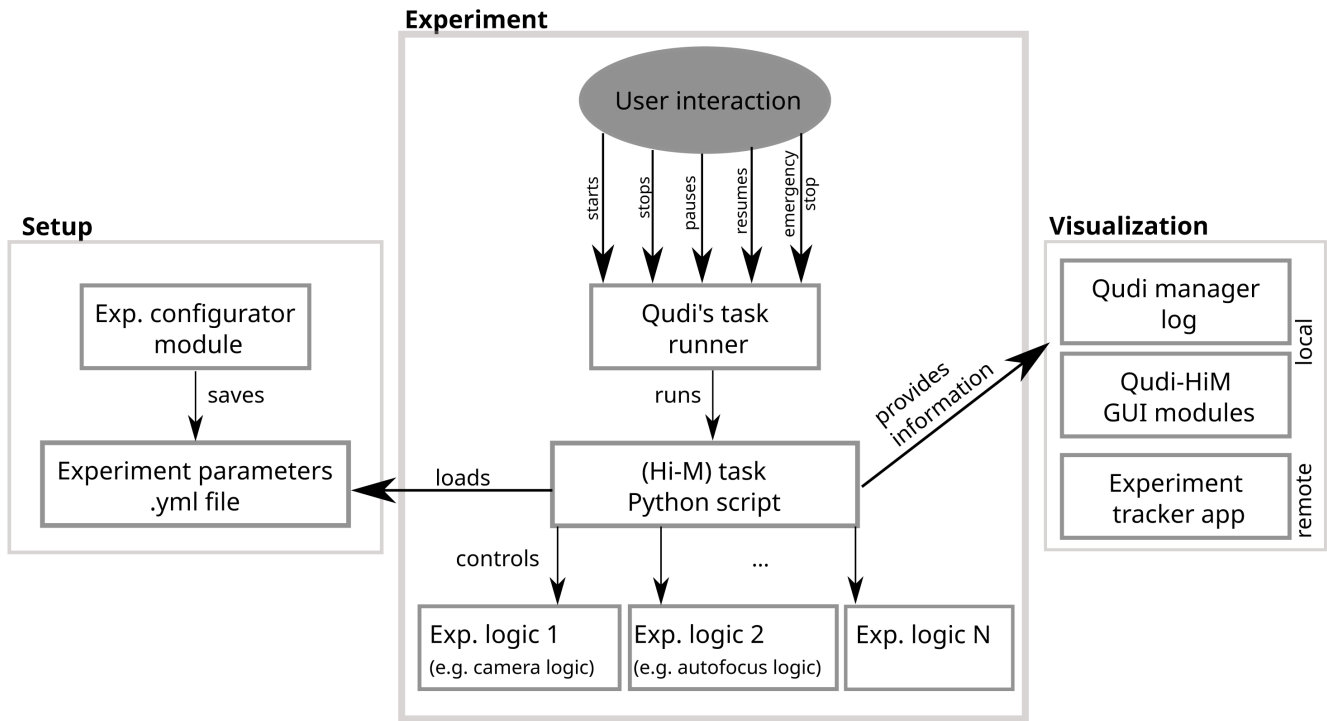 Experiment
User interaction
starts
stops
pauses
resumes
emergency
stop
Setup
Exp. configurator
module
saves
Experiment parameters
.yml file
Qudi's task
runner
runs
loads
(Hi-M) task
Python script
provides
information
controls
...
Exp. logic 1
(e.g. camera logic)
Exp. logic 2
(e.g. autofocus logic)
Exp. logic N
Visualization
Qudi manager
log
local
Qudi-HiM
GUI modules
Experiment
tracker app
remote